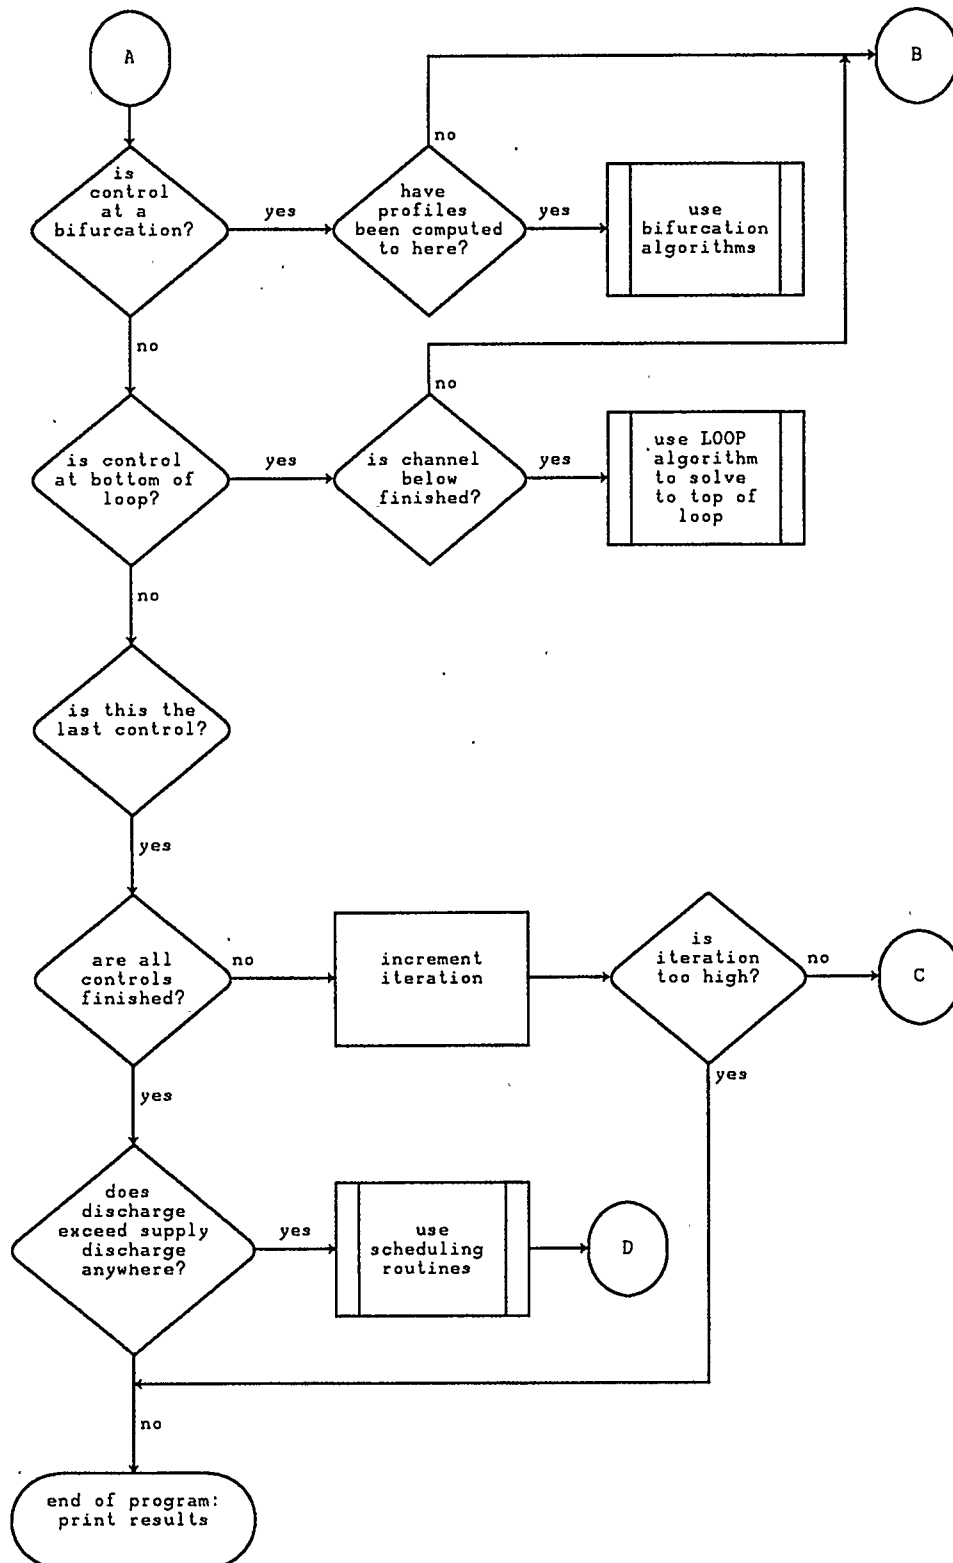 A
B
no
is
control
at a
bifurcation?
yes
have
profiles
been computed
to here?
yes
use
bifurcation
algorithms
no
no
is control
at bottom of
loop?
yes
is channel
below
finished?
yes
use LOOP
algorithm
to solve
to top of
loop
no
is this the
last control?
yes
are all
controls
finished?
no
increment
iteration
is
iteration
too high?
no
C
yes
yes
does
discharge
exceed supply
discharge
anywhere?
yes
use
scheduling
routines
D
no
end of program:
print results